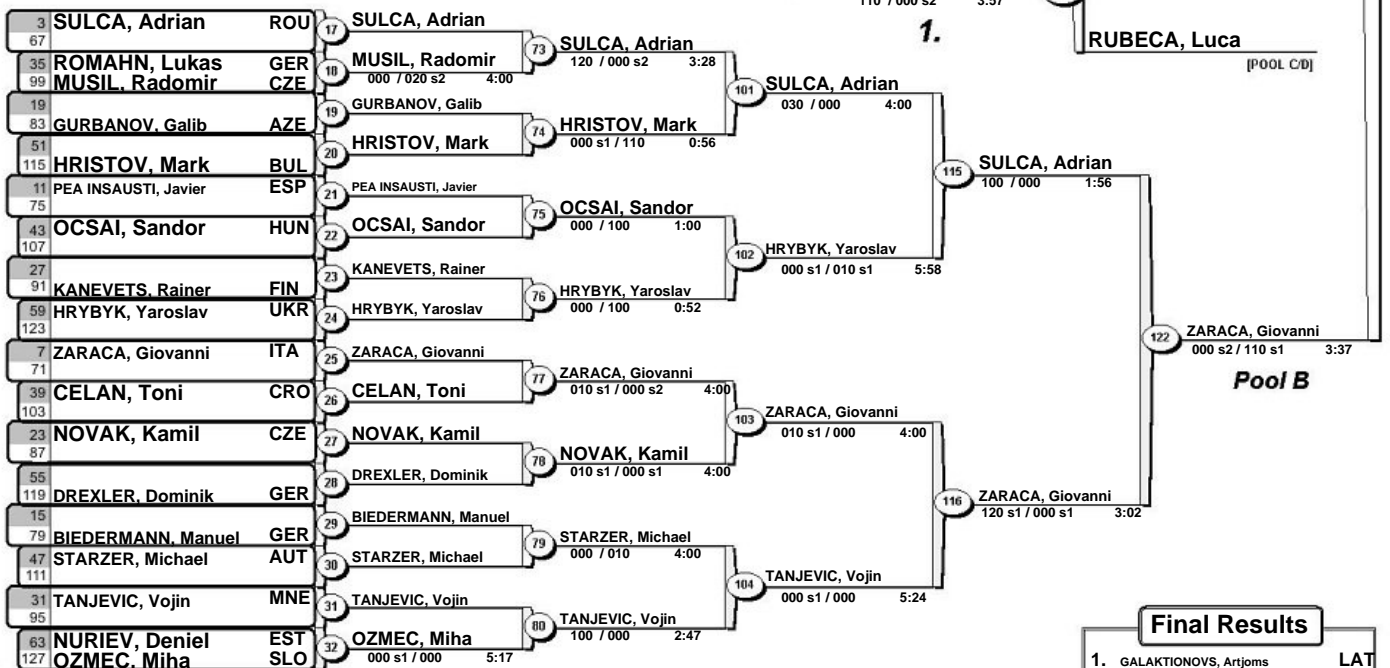 110 / 000 s2 3:57
1.
RUBECA, Luca
[POOL C/D]
3 SULCA, Adrian ROU
67
35 ROMAHN, Lukas GER
99 MUSIL, Radomir CZE
19
83 GURBANOV, Galib AZE
51
115 HRISTOV, Mark BUL
11 PEA INSAUSTI, Javier ESP
75
43 OCSAI, Sandor HUN
107
27
91 KANEVETS, Rainer FIN
59 HRYBYK, Yaroslav UKR
123
7 ZARACA, Giovanni ITA
71
39 CELAN, Toni CRO
103
23 NOVAK, Kamil CZE
87
55
119 DREXLER, Dominik GER
15
79 BIEDERMANN, Manuel GER
47 STARZER, Michael AUT
111
31 TANJEVIC, Vojin MNE
95
63 NURIEV, Deniel EST
127 OZMEC, Miha SLO
17 SULCA, Adrian
18 MUSIL, Radomir
000 / 020 s2 4:00
19 GURBANOV, Galib
20 HRISTOV, Mark
21 PEA INSAUSTI, Javier
22 OCSAI, Sandor
23 KANEVETS, Rainer
24 HRYBYK, Yaroslav
25 ZARACA, Giovanni
26 CELAN, Toni
27 NOVAK, Kamil
28 DREXLER, Dominik
29 BIEDERMANN, Manuel
30 STARZER, Michael
31 TANJEVIC, Vojin
32 OZMEC, Miha
000 s1 / 000 5:17
73 SULCA, Adrian
120 / 000 s2 3:28
74 HRISTOV, Mark
000 s1 / 110 0:56
75 OCSAI, Sandor
000 / 100 1:00
76 HRYBYK, Yaroslav
000 / 100 0:52
77 ZARACA, Giovanni
010 s1 / 000 s2 4:00
78 NOVAK, Kamil
010 s1 / 000 s1 4:00
79 STARZER, Michael
000 / 010 4:00
80 TANJEVIC, Vojin
100 / 000 2:47
101 SULCA, Adrian
030 / 000 4:00
102 HRYBYK, Yaroslav
000 s1 / 010 s1 5:58
103 ZARACA, Giovanni
010 s1 / 000 4:00
104 TANJEVIC, Vojin
000 s1 / 000 5:24
115 SULCA, Adrian
100 / 000 1:56
116 ZARACA, Giovanni
120 s1 / 000 s1 3:02
122 ZARACA, Giovanni
000 s2 / 110 s1 3:37
Pool B
Final Results
1. GALAKTIONOVS, Artjoms LAT